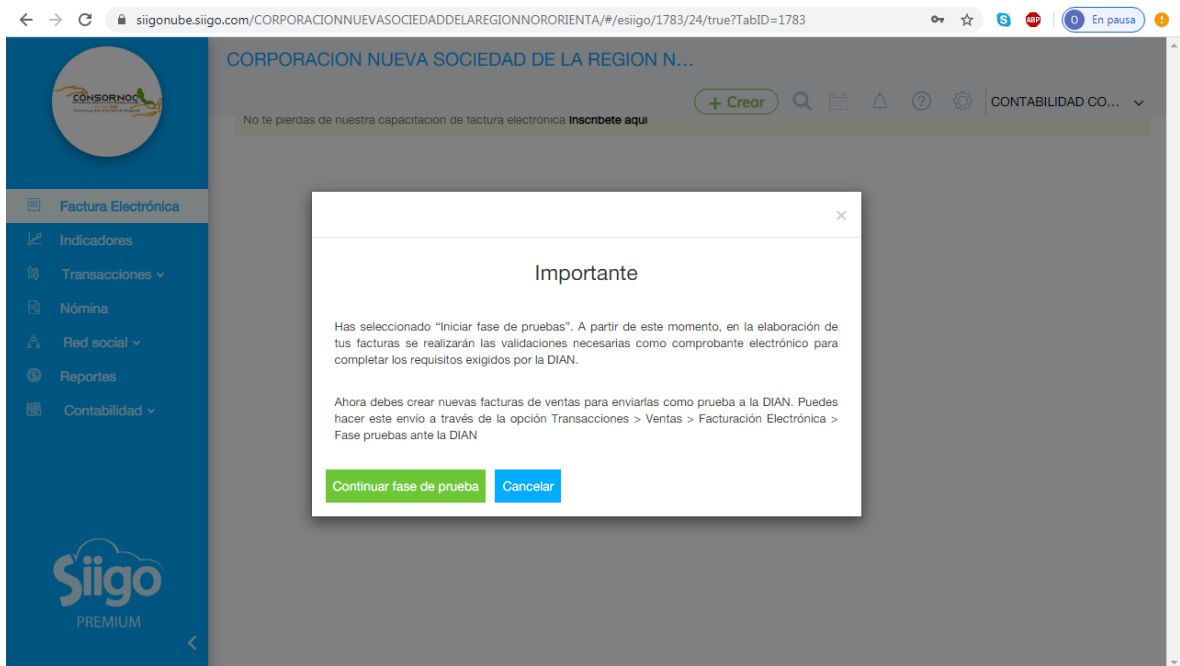 siigonube.siigo.com/CORPORACIONNUEVASOCIEDADDELAREGIONNORORIENTA/#/esiigo/1783/24/true?TabID=1783
S
ABP
O En pausa
CORPORACION NUEVA SOCIEDAD DE LA REGION N...
CONSORNOC
+ Crear
CONTABILIDAD CO...
No te pierdas de nuestra capacitación de factura electrónica Inscríbete aquí
Factura Electrónica
Indicadores
Transacciones
Nómina
Red social
Reportes
Contabilidad
Importante
Has seleccionado “Iniciar fase de pruebas”. A partir de este momento, en la elaboración de
tus facturas se realizarán las validaciones necesarias como comprobante electrónico para
completar los requisitos exigidos por la DIAN.
Ahora debes crear nuevas facturas de ventas para enviarlas como prueba a la DIAN. Puedes
hacer este envío a través de la opción Transacciones > Ventas > Facturación Electrónica >
Fase pruebas ante la DIAN
Continuar fase de prueba
Cancelar
Siigo
PREMIUM